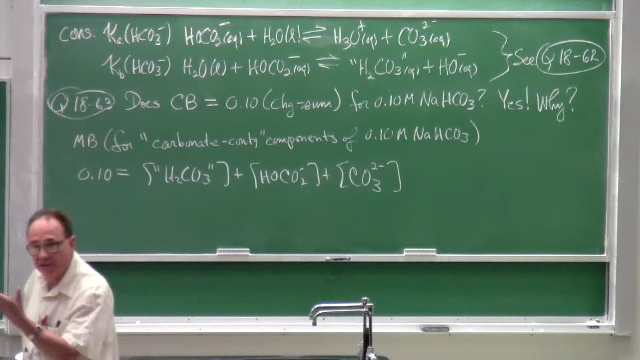 Cons. Ka(HCO3⁻) HOCO2⁻(aq) + H2O(l) ⇌ H3O⁺(aq) + CO3²⁻(aq)
Kb(HCO3⁻) H2O(l) + HOCO2⁻(aq) ⇌ "H2CO3"(aq) + HO⁻(aq) } See Q 18-62
Q 18-63 Does CB = 0.10 (chg-sum) for 0.10 M NaHCO3? Yes! Why?
MB (for "carbonate-contg" components of 0.10 M NaHCO3)
0.10 = ["H2CO3"] + [HOCO2⁻] + [CO3²⁻]